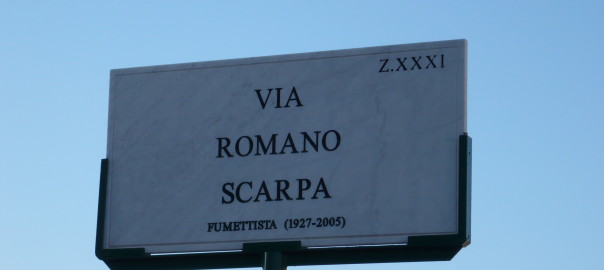 Z.XXXI
VIA
ROMANO
SCARPA
FUMETTISTA (1927-2005)